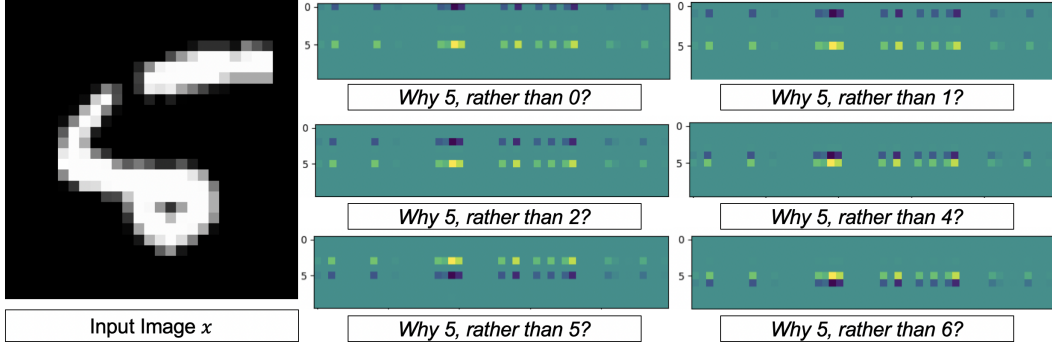 0
5
Why 5, rather than 0?
0
5
Why 5, rather than 1?
0
5
Why 5, rather than 2?
0
5
Why 5, rather than 4?
0
5
Why 5, rather than 5?
0
5
Why 5, rather than 6?
Input Image x